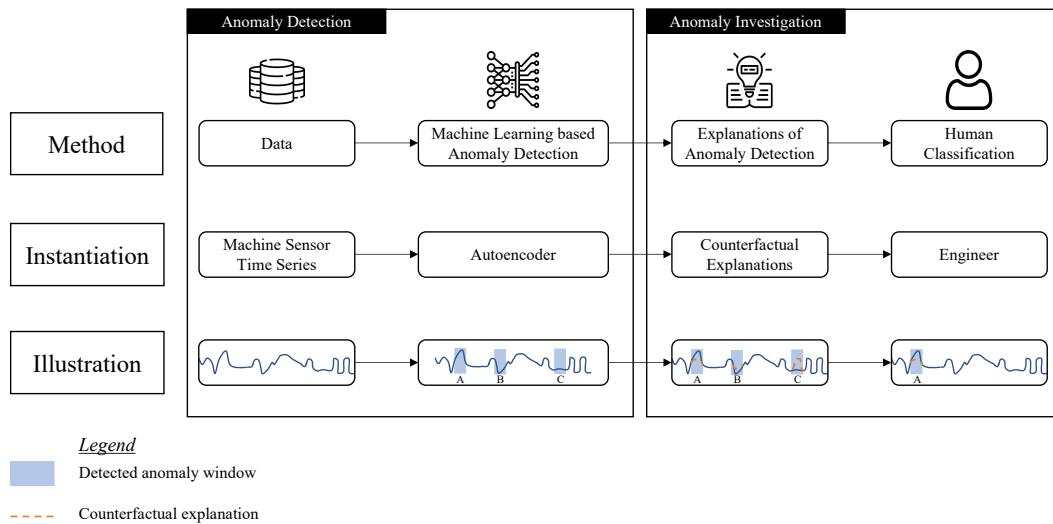 Anomaly Detection
Anomaly Investigation
Method
Data
Machine Learning based
Anomaly Detection
Explanations of
Anomaly Detection
Human
Classification
Instantiation
Machine Sensor
Time Series
Autoencoder
Counterfactual
Explanations
Engineer
Illustration
A B C
A B C
A
Legend
Detected anomaly window
Counterfactual explanation